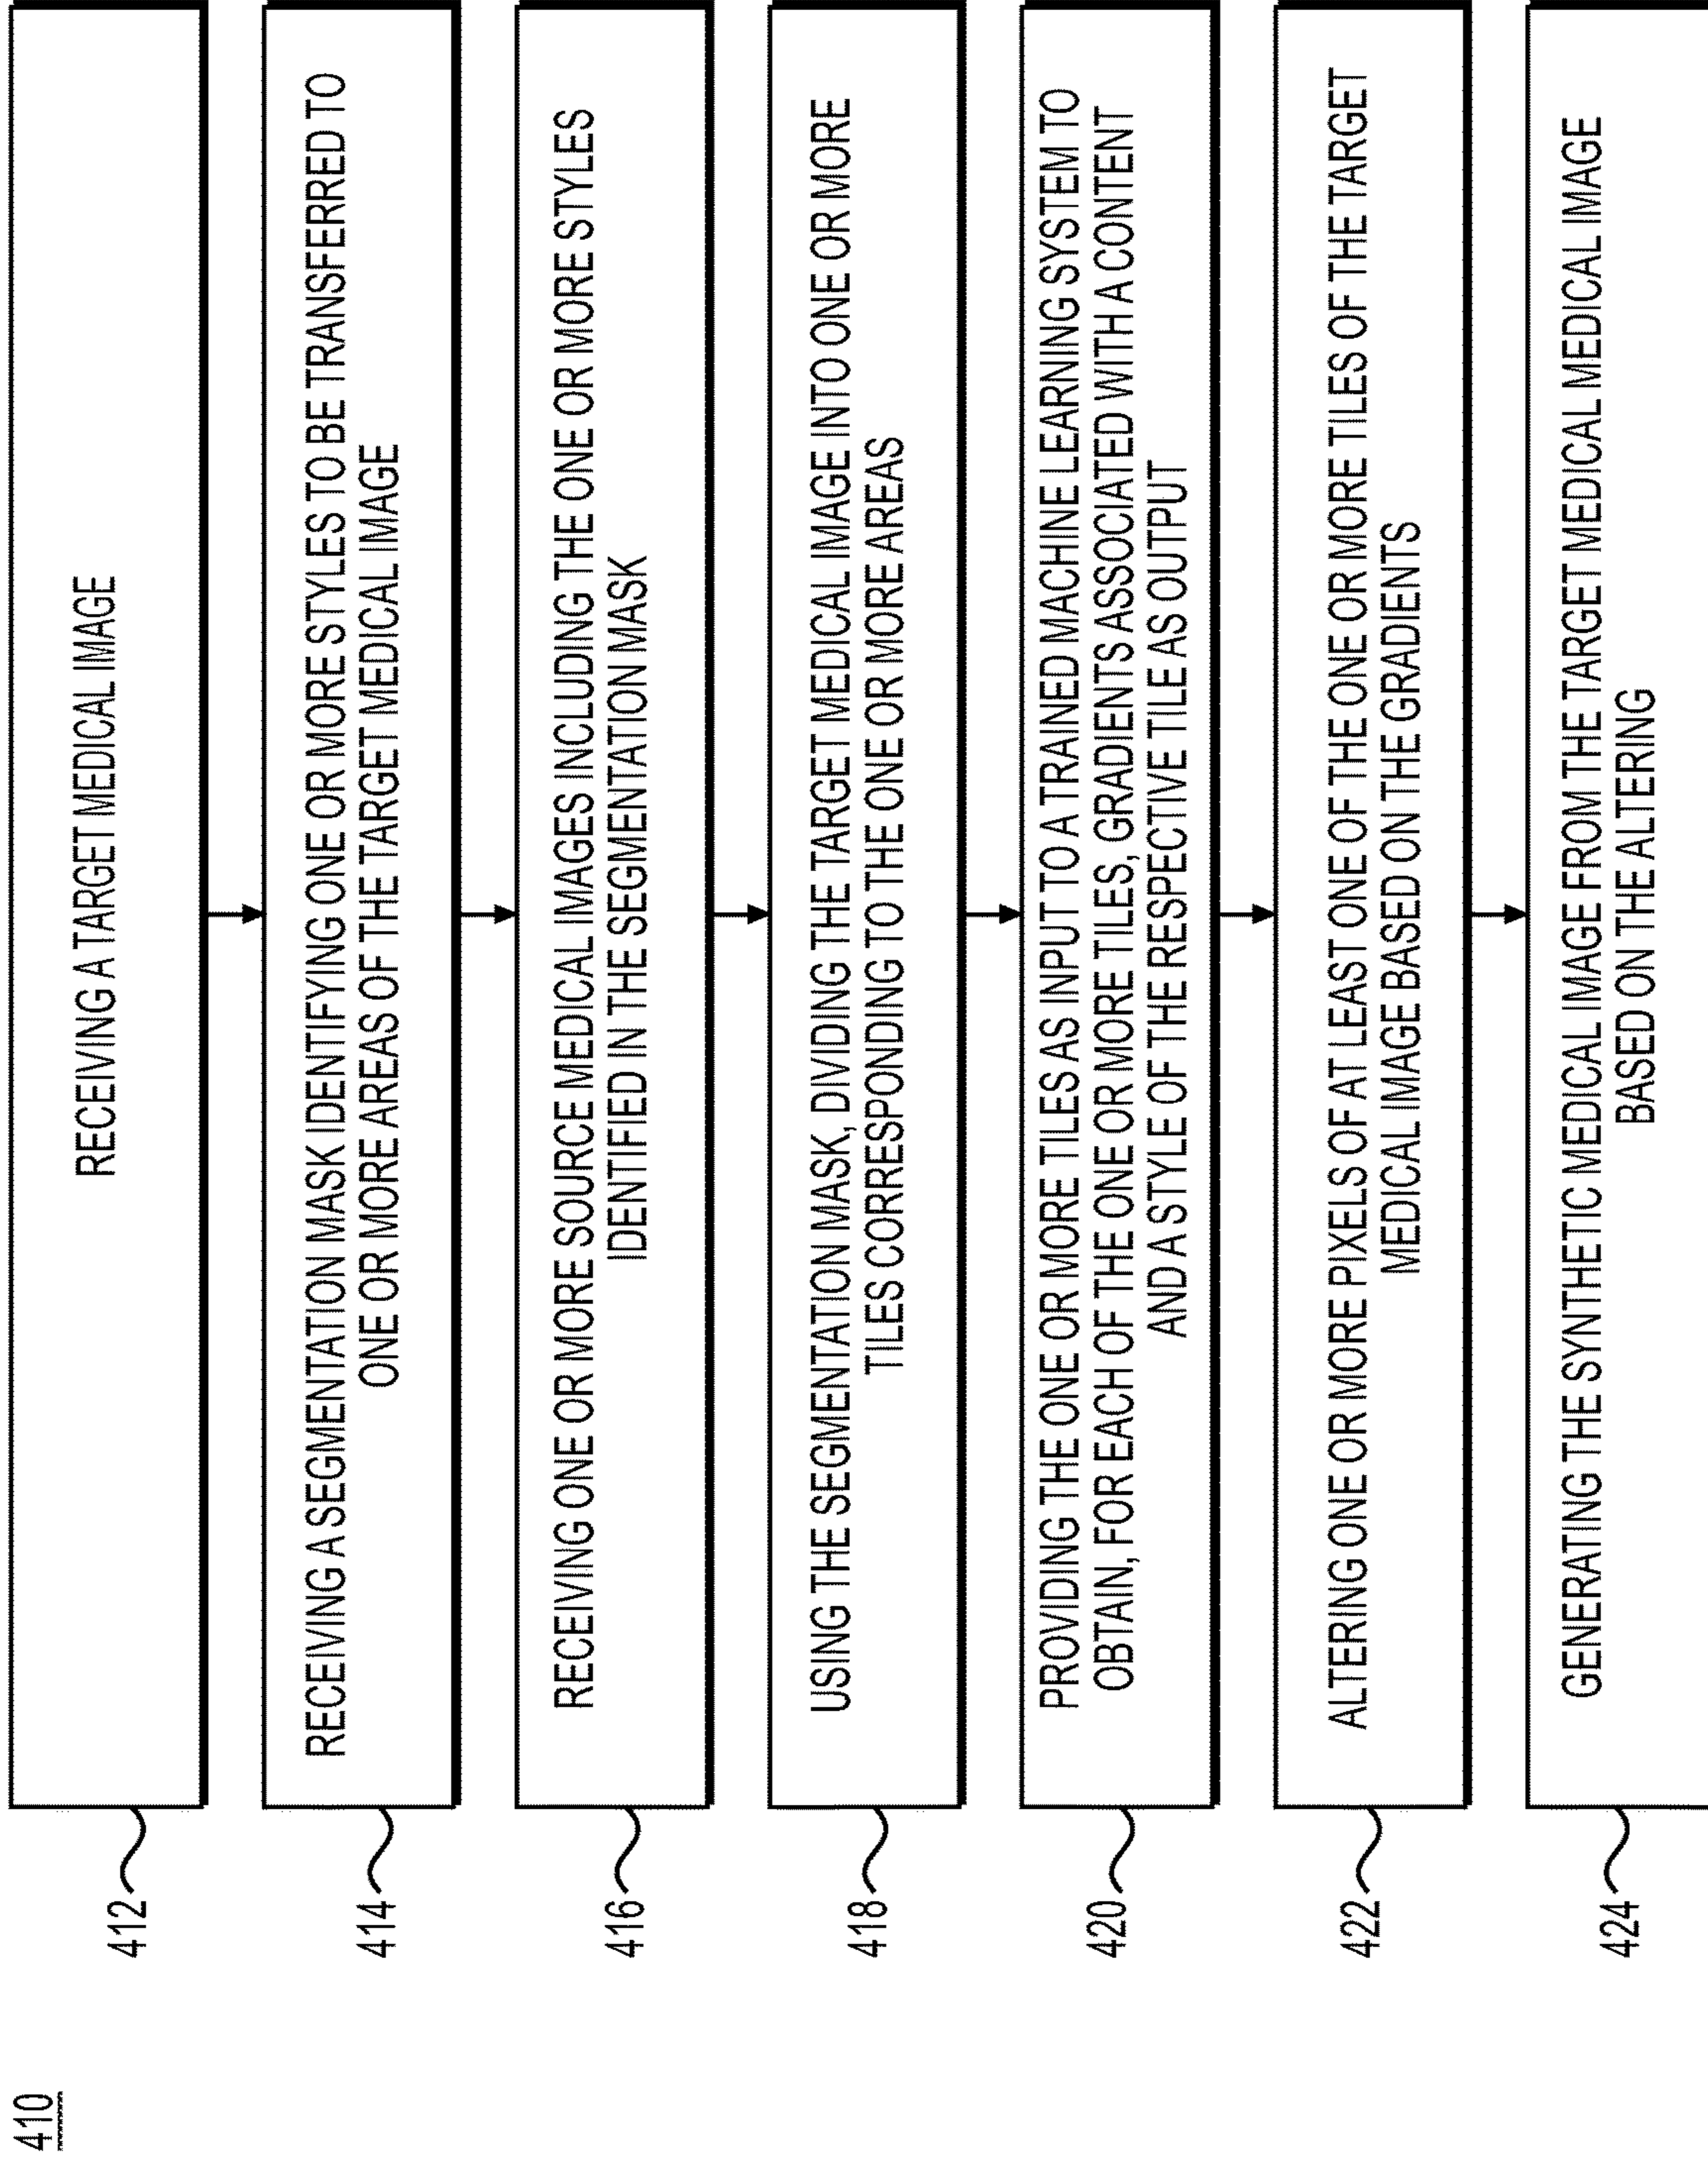 410
412
RECEIVING A TARGET MEDICAL IMAGE
414
RECEIVING A SEGMENTATION MASK IDENTIFYING ONE OR MORE STYLES TO BE TRANSFERRED TO
ONE OR MORE AREAS OF THE TARGET MEDICAL IMAGE
416
RECEIVING ONE OR MORE SOURCE MEDICAL IMAGES INCLUDING THE ONE OR MORE STYLES
IDENTIFIED IN THE SEGMENTATION MASK
418
USING THE SEGMENTATION MASK, DIVIDING THE TARGET MEDICAL IMAGE INTO ONE OR MORE
TILES CORRESPONDING TO THE ONE OR MORE AREAS
420
PROVIDING THE ONE OR MORE TILES AS INPUT TO A TRAINED MACHINE LEARNING SYSTEM TO
OBTAIN, FOR EACH OF THE ONE OR MORE TILES, GRADIENTS ASSOCIATED WITH A CONTENT
AND A STYLE OF THE RESPECTIVE TILE AS OUTPUT
422
ALTERING ONE OR MORE PIXELS OF AT LEAST ONE OF THE ONE OR MORE TILES OF THE TARGET
MEDICAL IMAGE BASED ON THE GRADIENTS
424
GENERATING THE SYNTHETIC MEDICAL IMAGE FROM THE TARGET MEDICAL MEDICAL IMAGE
BASED ON THE ALTERING